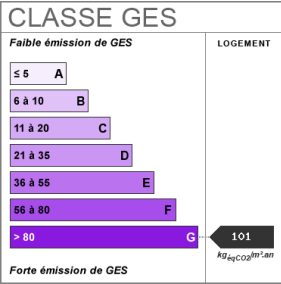 CLASSE GES
Faible émission de GES
LOGEMENT
≤ 5 A
6 à 10 B
11 à 20 C
21 à 35 D
36 à 55 E
56 à 80 F
> 80 G
101
kgéqCO2/m².an
Forte émission de GES